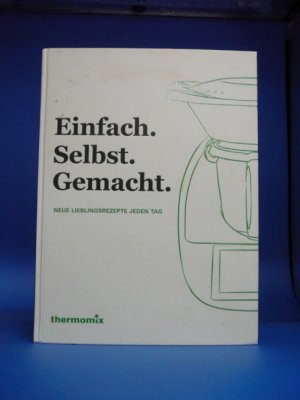 Einfach.
Selbst.
Gemacht.
NEUE LIEBLINGSREZEPTE JEDEN TAG
thermomix